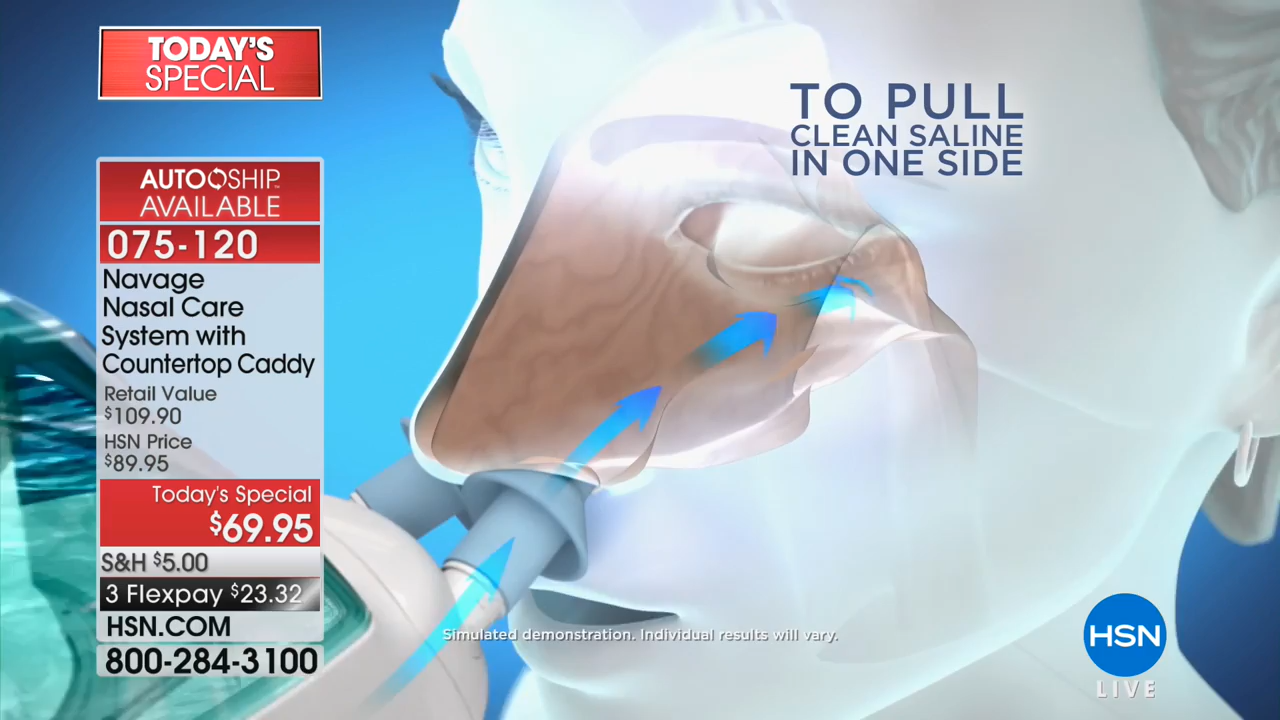 TODAY'S
SPECIAL
AUTOSHIP™
AVAILABLE
075-120
Navage
Nasal Care
System with
Countertop Caddy
Retail Value
$109.90
HSN Price
$89.95
Today's Special
$69.95
S&H $5.00
3 Flexpay $23.32
HSN.COM
800-284-3100
TO PULL
CLEAN SALINE
IN ONE SIDE
Simulated demonstration. Individual results will vary.
HSN
LIVE